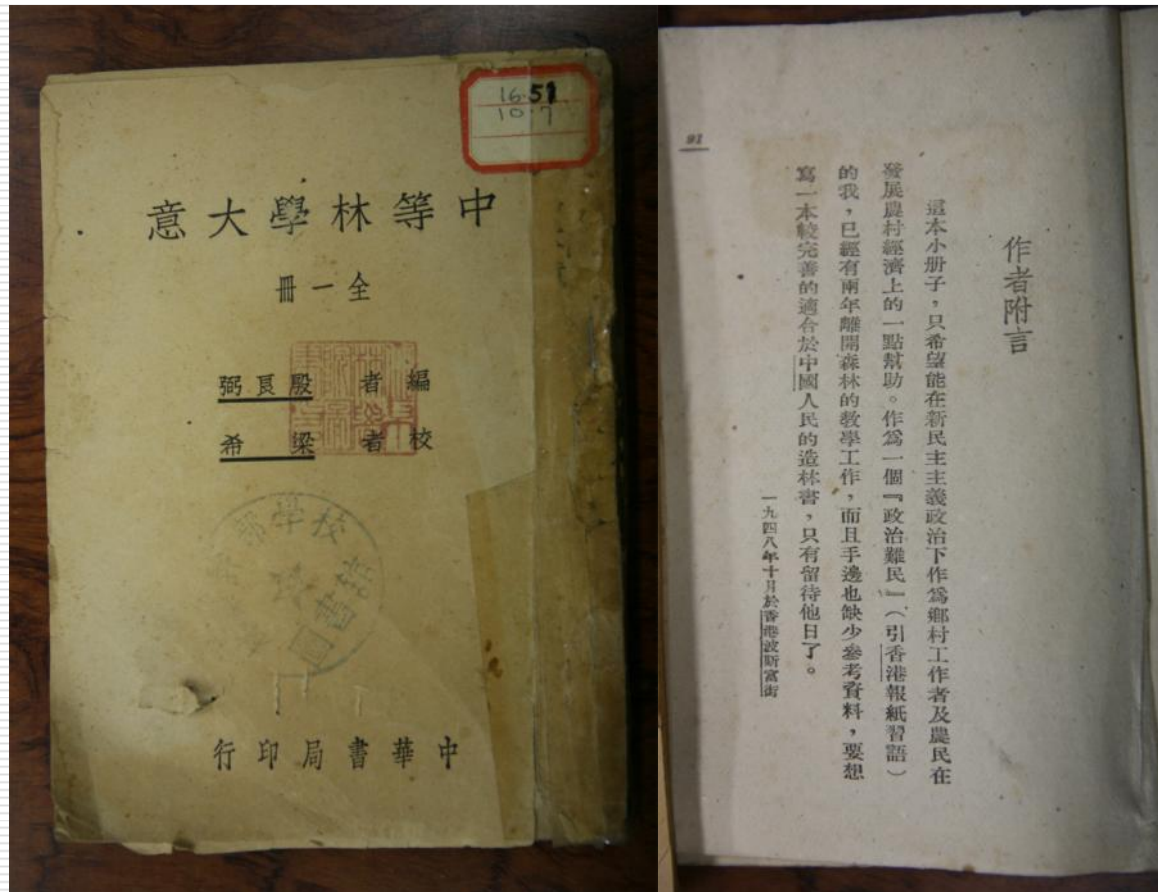 16.51
10.7
中等林學大意
全一冊
編者 殷良弼
校者 梁希
學校
圖書
中華書局印行
91
作者附言
這本小册子，只希望能在新民主主義政治下作爲鄉村工作者及農民在
發展農村經濟上的一點幫助。作爲一個『政治難民』（引香港報紙習語）
的我，已經有兩年離開森林的教學工作，而且手邊也缺少參考資料，要想
寫一本較完善的適合於中國人民的造林書，只有留待他日了。
一九四八年十月於香港波斯富街